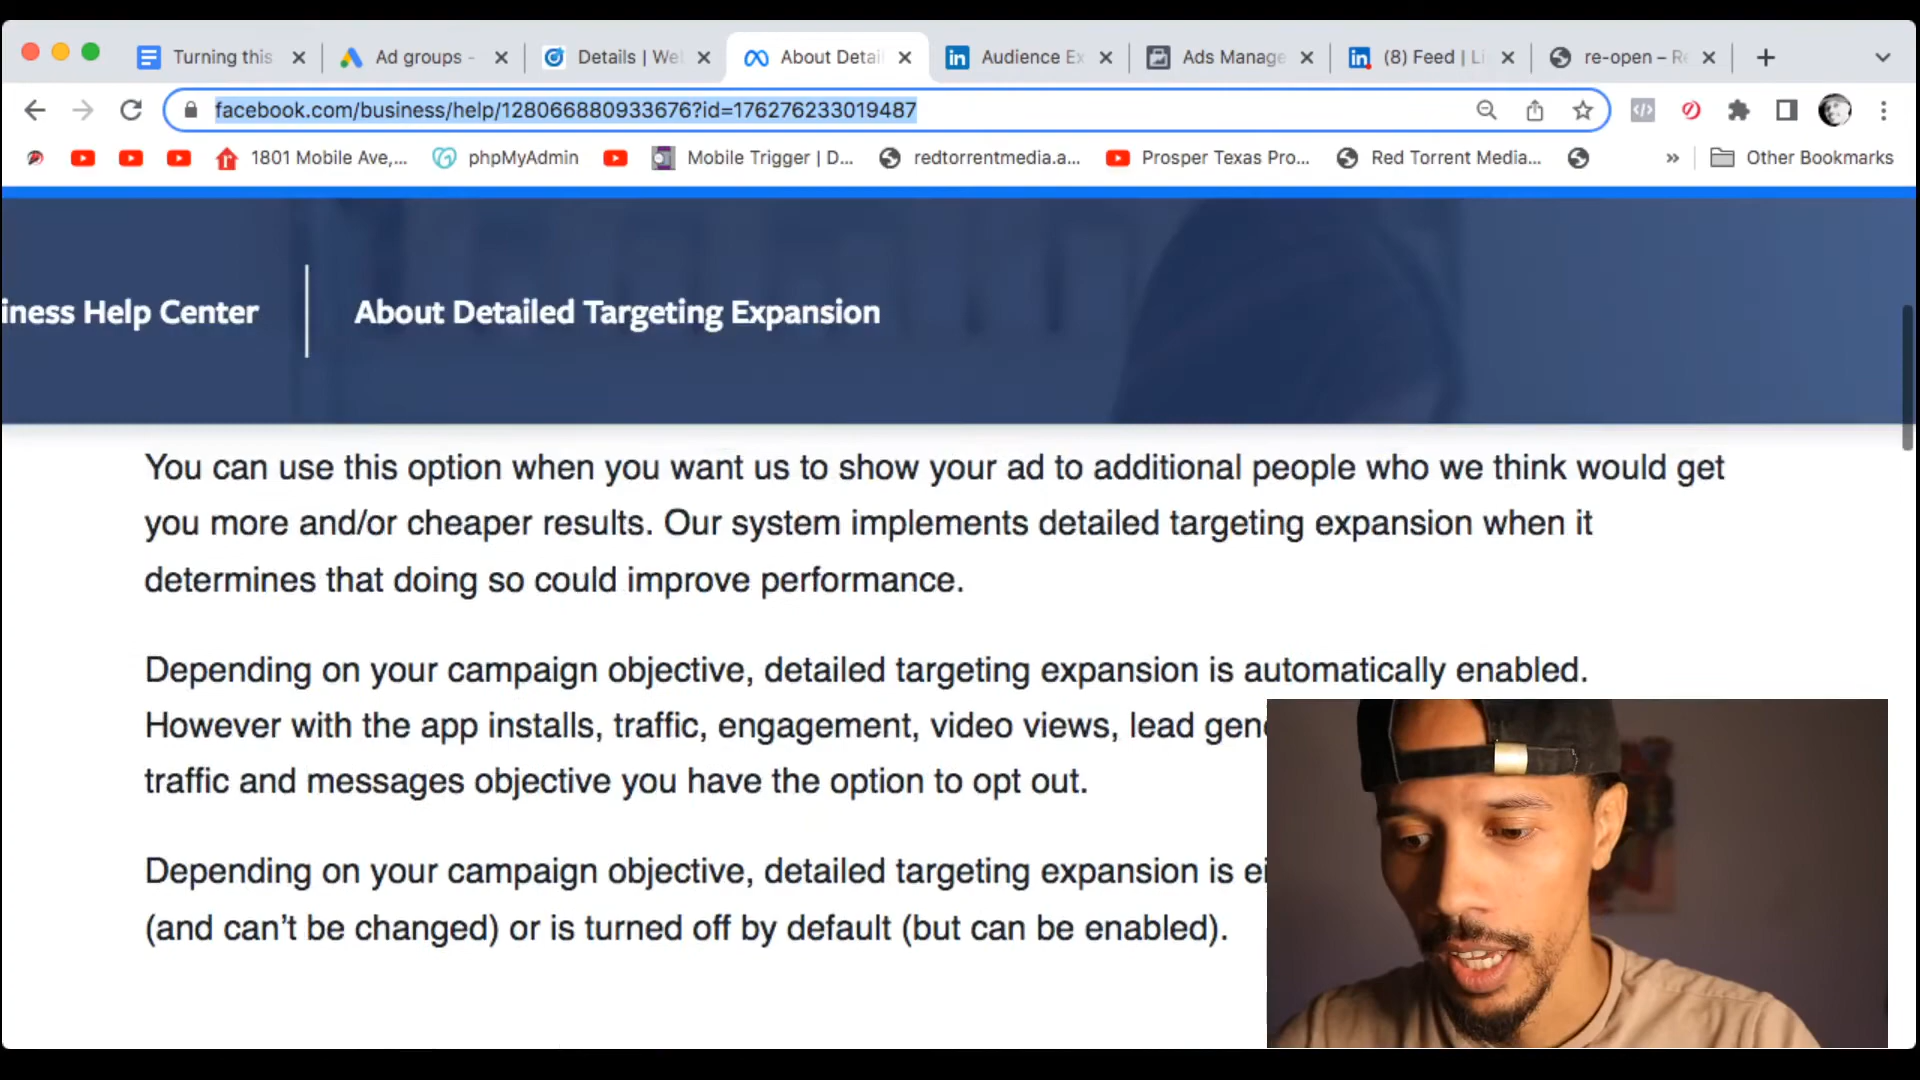 Turning this
Ad groups -
Details | We
About Detai
Audience Ex
Ads Manage
(8) Feed | Li
re-open – Re
facebook.com/business/help/128066880933676?id=176276233019487
1801 Mobile Ave,...
phpMyAdmin
Mobile Trigger | D...
redtorrentmedia.a...
Prosper Texas Pro...
Red Torrent Media...
»
Other Bookmarks
iness Help Center
About Detailed Targeting Expansion
You can use this option when you want us to show your ad to additional people who we think would get
you more and/or cheaper results. Our system implements detailed targeting expansion when it
determines that doing so could improve performance.
Depending on your campaign objective, detailed targeting expansion is automatically enabled.
However with the app installs, traffic, engagement, video views, lead gene
traffic and messages objective you have the option to opt out.
Depending on your campaign objective, detailed targeting expansion is ei
(and can’t be changed) or is turned off by default (but can be enabled).